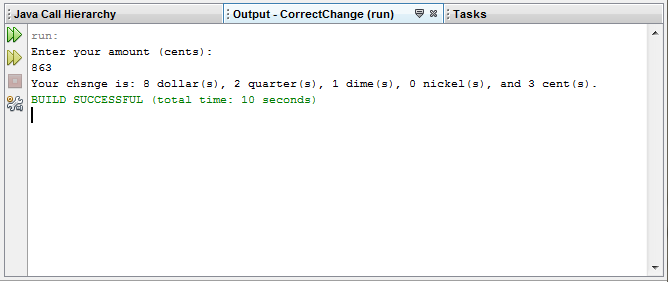 Java Call Hierarchy
Output - CorrectChange (run)
Tasks
run:
Enter your amount (cents):
863
Your chsnge is: 8 dollar(s), 2 quarter(s), 1 dime(s), 0 nickel(s), and 3 cent(s).
BUILD SUCCESSFUL (total time: 10 seconds)